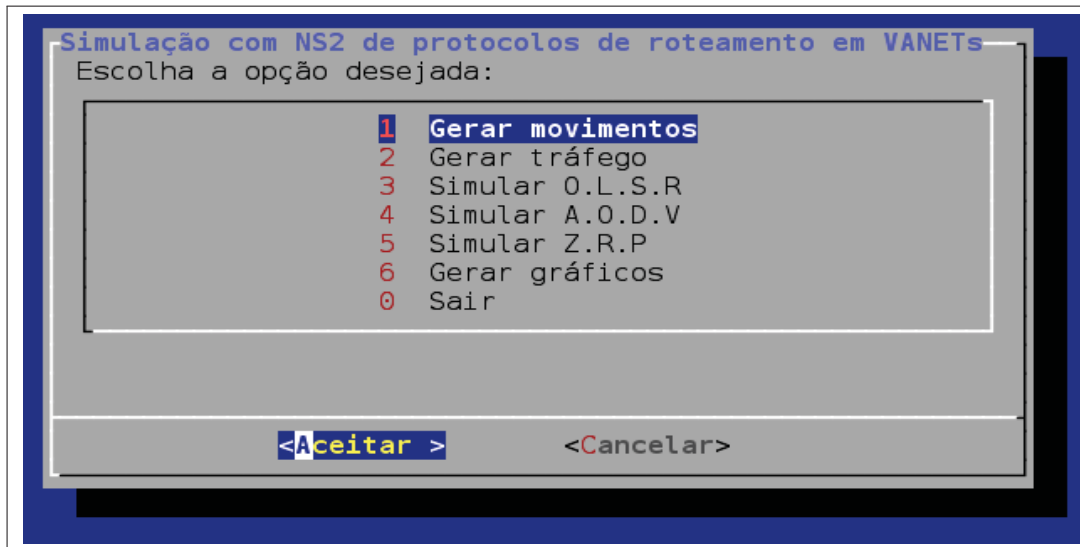 Simulação com NS2 de protocolos de roteamento em VANETs
Escolha a opção desejada:
1 Gerar movimentos
2 Gerar tráfego
3 Simular O.L.S.R
4 Simular A.O.D.V
5 Simular Z.R.P
6 Gerar gráficos
0 Sair
<Aceitar > <Cancelar>